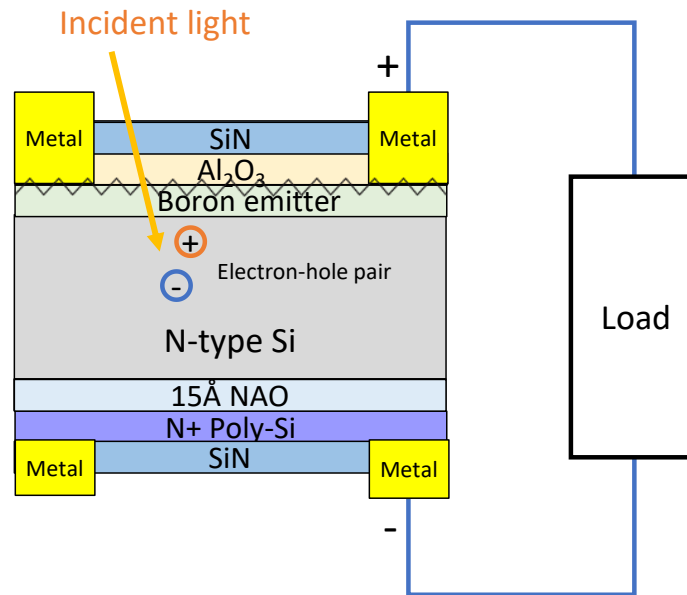 Incident light
+
Metal
SiN
Metal
Al₂O₃
Boron emitter
+
Electron-hole pair
-
Load
N-type Si
15Å NAO
N+ Poly-Si
Metal
SiN
Metal
-